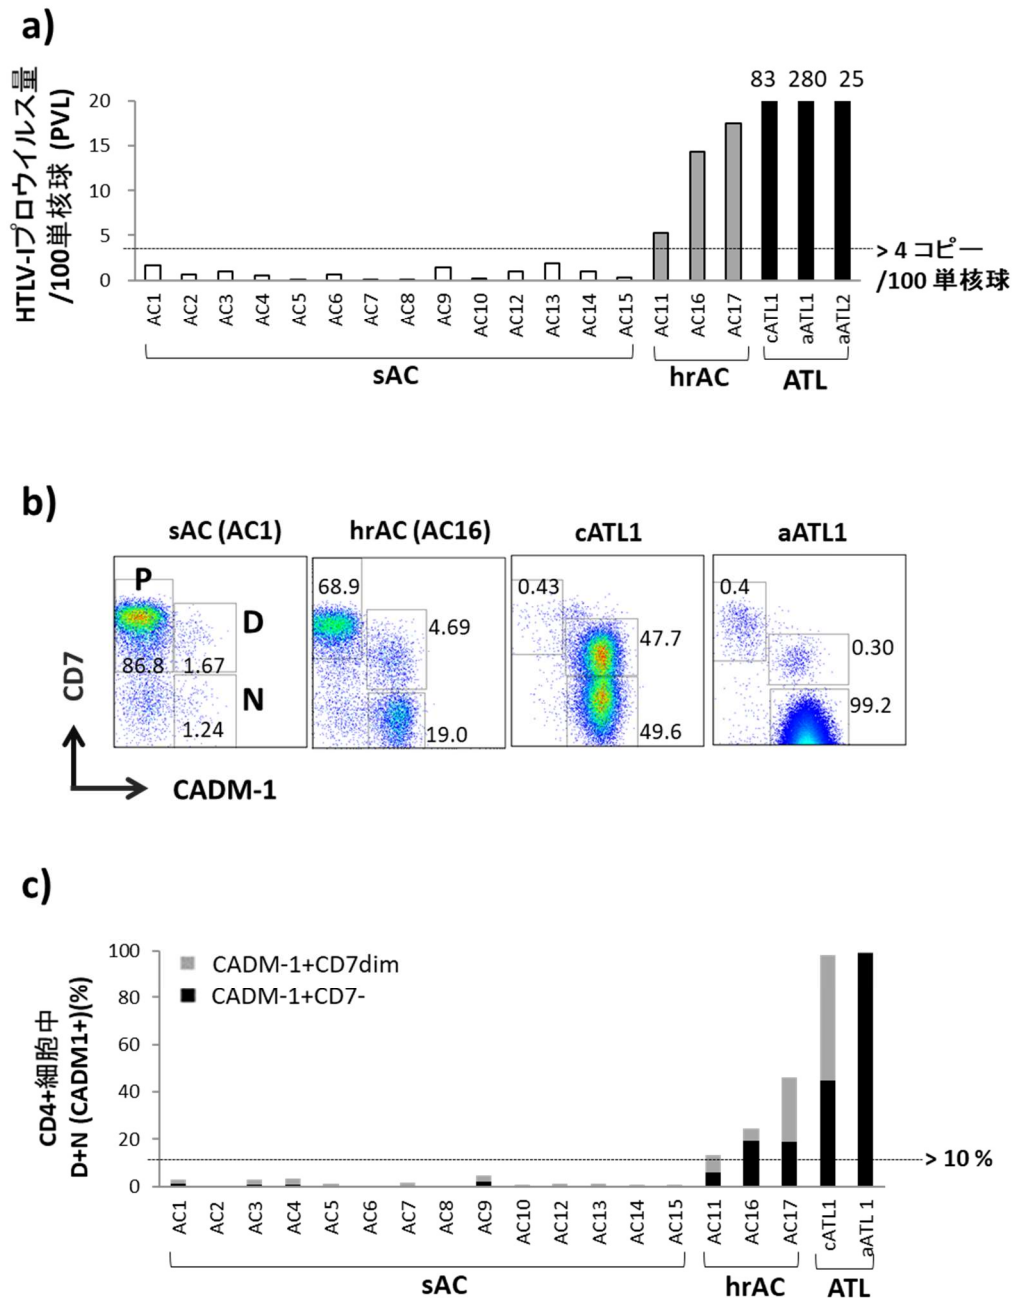 a)
HTLV-Iプロウイルス量
/100単核球 (PVL)
83 280 25
20
15
10
5
0
> 4 コピー
/100 単核球
AC1 AC2 AC3 AC4 AC5 AC6 AC7 AC8 AC9 AC10 AC12 AC13 AC14 AC15 AC11 AC16 AC17 cATL1 aATL1 aATL2
sAC hrAC ATL
b)
sAC (AC1) hrAC (AC16) cATL1 aATL1
P
D
N
86.8 1.67
1.24
68.9
4.69
19.0
0.43
47.7
49.6
0.4
0.30
99.2
CD7
CADM-1
c)
CD4+細胞中
D+N (CADM1+)(%)
100
80
60
40
20
0
CADM-1+CD7dim
CADM-1+CD7-
> 10 %
AC1 AC2 AC3 AC4 AC5 AC6 AC7 AC8 AC9 AC10 AC12 AC13 AC14 AC15 AC11 AC16 AC17 cATL1 aATL 1
sAC hrAC ATL